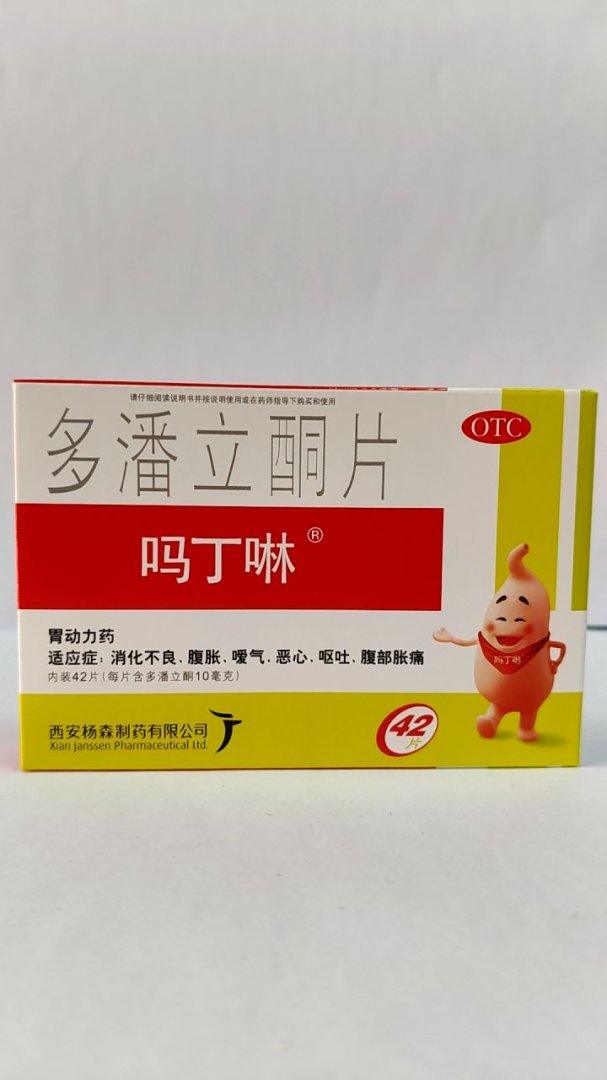 请仔细阅读说明书并按说明使用或在药师指导下购买和使用
多潘立酮片
OTC
吗丁啉®
胃动力药
适应症：消化不良、腹胀、嗳气、恶心、呕吐、腹部胀痛
内装42片(每片含多潘立酮10毫克)
吗丁啉
西安杨森制药有限公司
Xian Janssen Pharmaceutical Ltd.
42
片